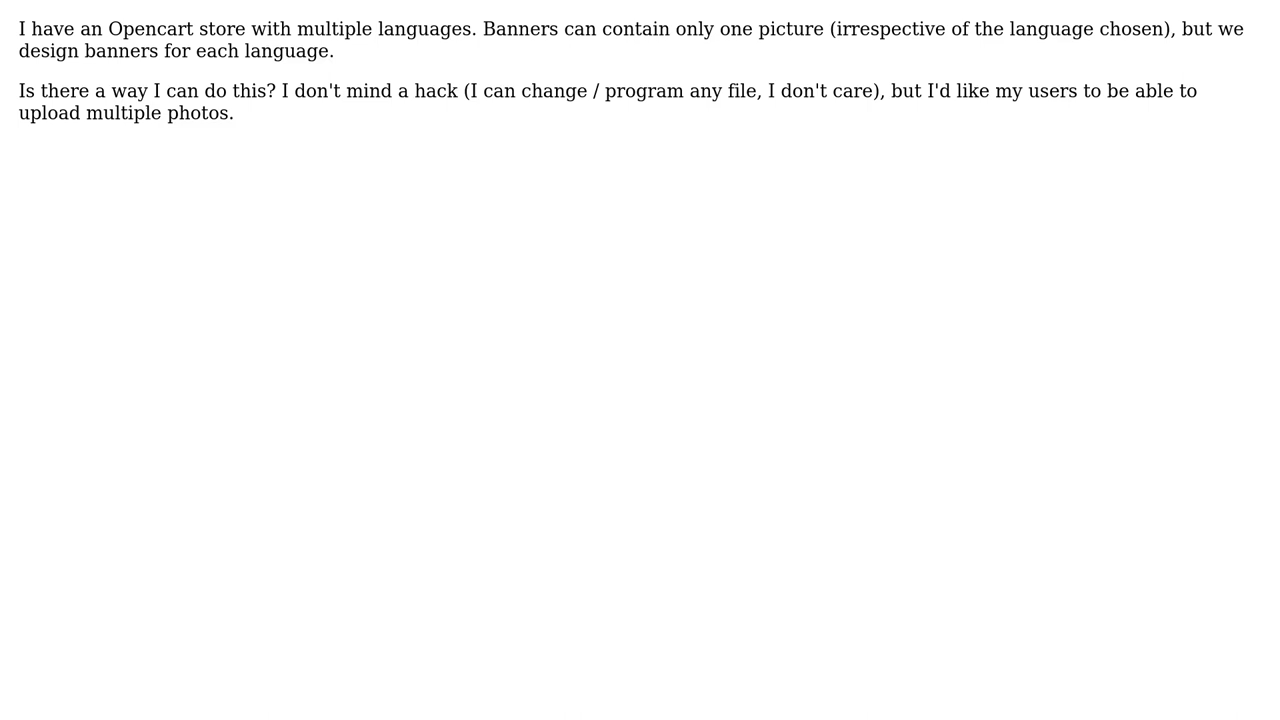 I have an Opencart store with multiple languages. Banners can contain only one picture (irrespective of the language chosen), but we
design banners for each language.
Is there a way I can do this? I don't mind a hack (I can change / program any file, I don't care), but I'd like my users to be able to
upload multiple photos.